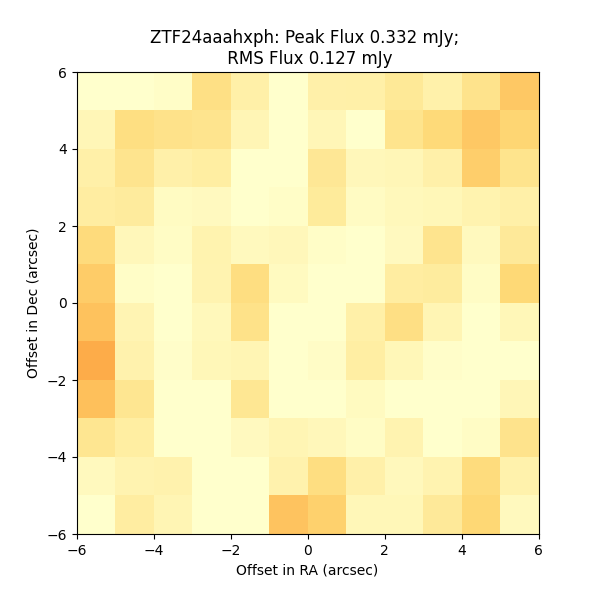 ZTF24aaahxph: Peak Flux 0.332 mJy;
RMS Flux 0.127 mJy
6
4
2
0
−2
−4
−6
Offset in Dec (arcsec)
−6 −4 −2 0 2 4 6
Offset in RA (arcsec)